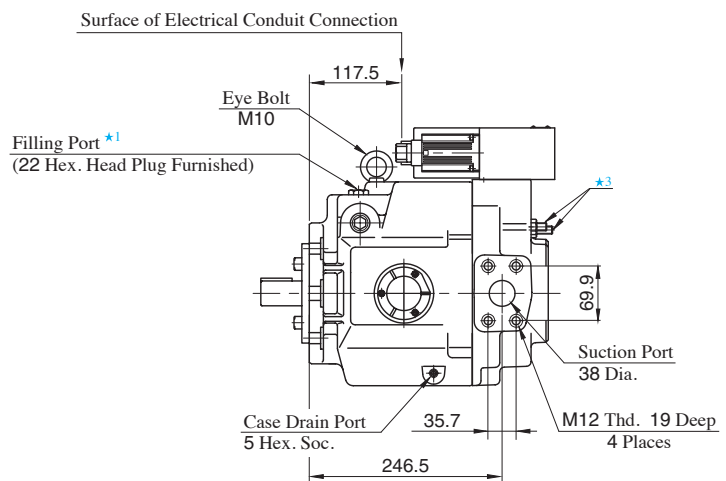 Surface of Electrical Conduit Connection
117.5
Eye Bolt
M10
Filling Port ★1
(22 Hex. Head Plug Furnished)
★3
69.9
Suction Port
38 Dia.
Case Drain Port
5 Hex. Soc.
35.7
M12 Thd. 19 Deep
4 Places
246.5